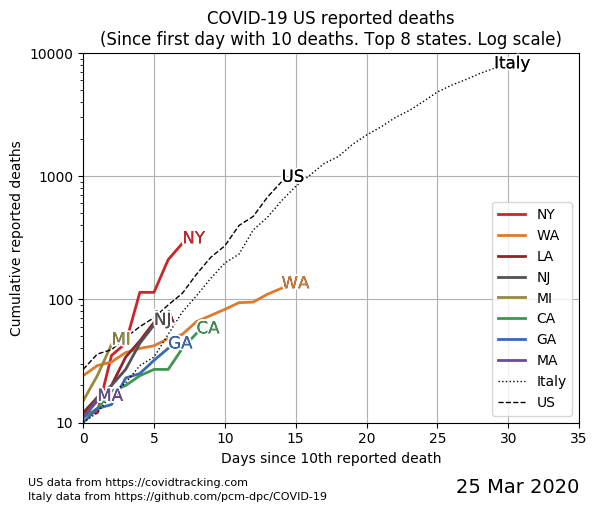 COVID-19 US reported deaths
(Since first day with 10 deaths. Top 8 states. Log scale)
Cumulative reported deaths
10000
1000
100
10
Italy
US
NY
WA
NJ
CA
MI
GA
MA
NY
WA
LA
NJ
MI
CA
GA
MA
Italy
US
0 5 10 15 20 25 30 35
Days since 10th reported death
US data from https://covidtracking.com
Italy data from https://github.com/pcm-dpc/COVID-19
25 Mar 2020